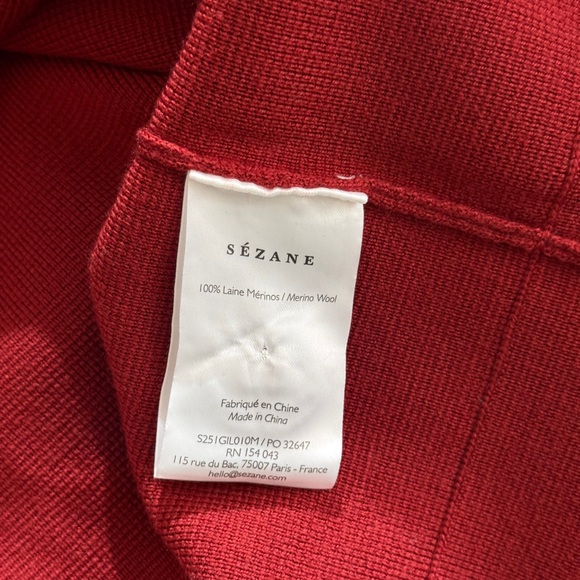 SÉZANE
100% Laine Mérinos / Merino Wool
Fabriqué en Chine
Made in China
S251GIL010M / PO 32647
RN 154 043
115 rue du Bac, 75007 Paris - France
hello@sezane.com